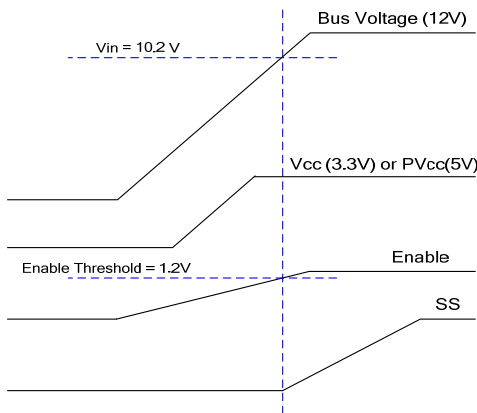 Bus Voltage (12V)
Vin = 10.2 V
Vcc (3.3V) or PVcc(5V)
Enable Threshold = 1.2V
Enable
SS